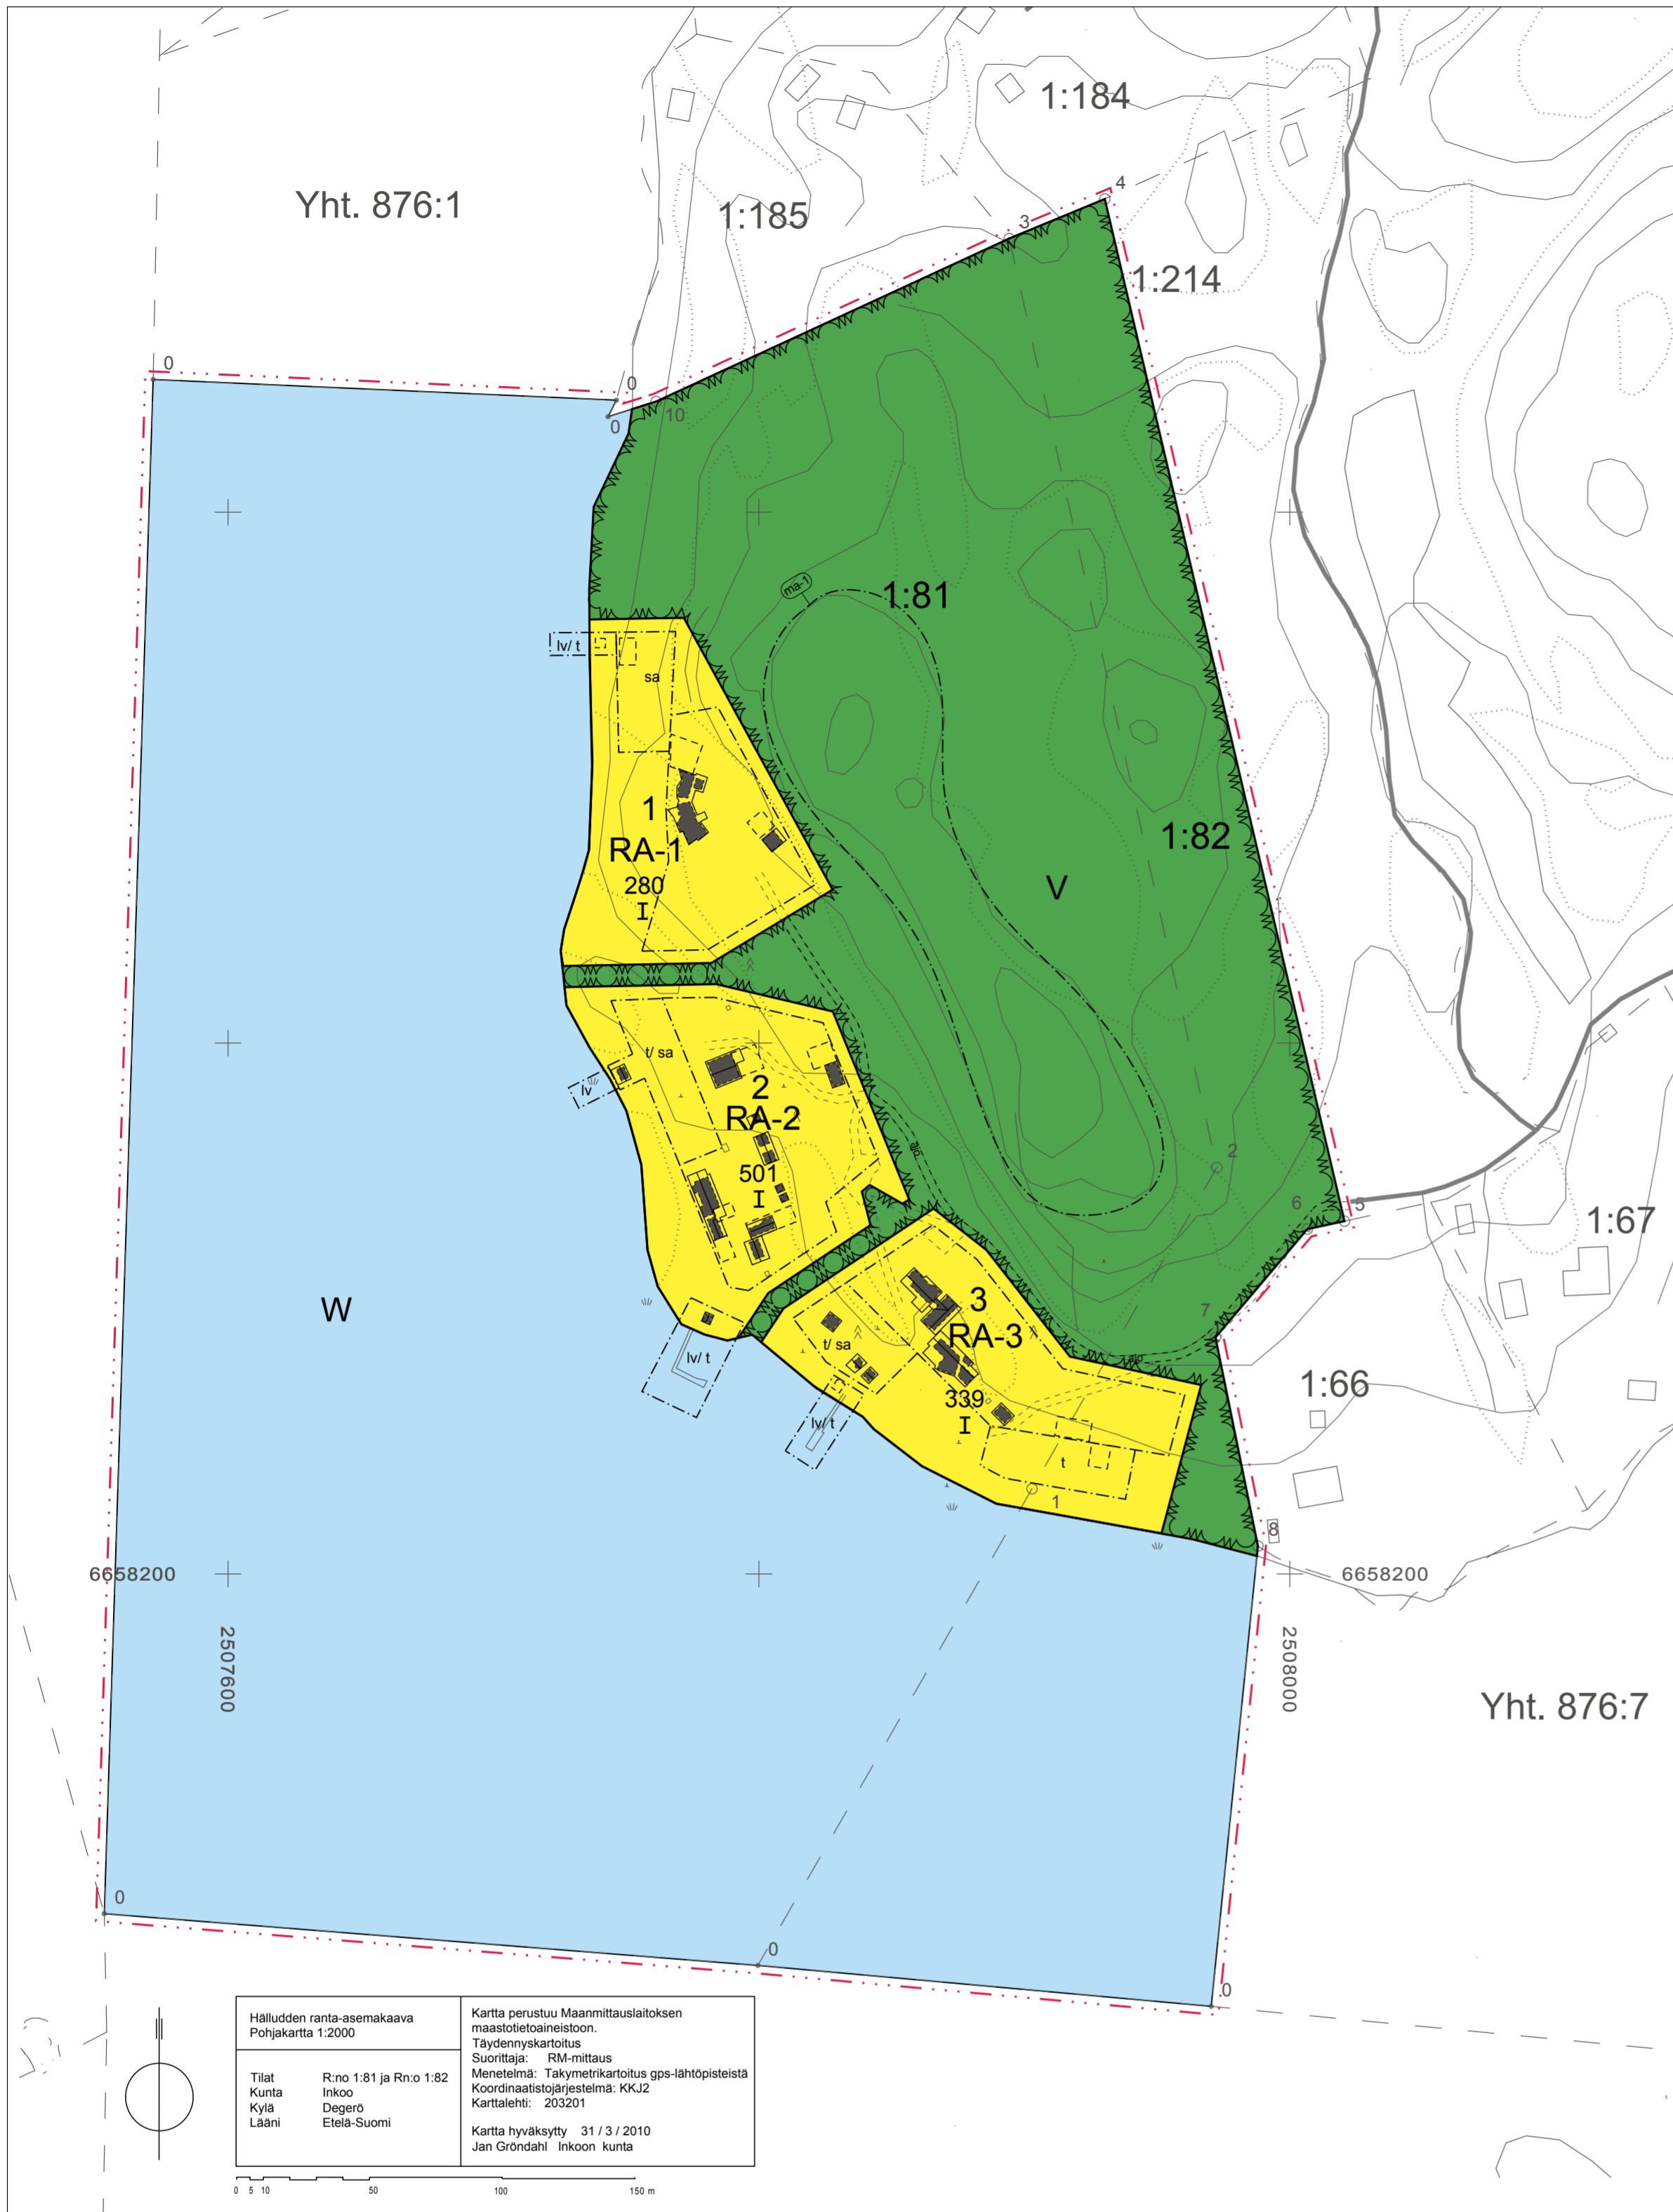 1:184
Yht. 876:1
4
1:185
3
1:214
0
0
0
10
ma-1
1:81
lv/ t
sa
1:82
1
RA-1
V
280
I
t/ sa
lv
2
RA-2
ajo
2
501
I
6
5
1:67
W
3
7
RA-3
t/ sa
ajo
lv/ t
1:66
339
lv/ t
I
t
1
8
6658200
6658200
2507600
2508000
Yht. 876:7
0
0
0
Hälludden ranta-asemakaava
Pohjakartta 1:2000
Tilat R:no 1:81 ja Rn:o 1:82
Kunta Inkoo
Kylä Degerö
Lääni Etelä-Suomi
Kartta perustuu Maanmittauslaitoksen
maastotietoaineistoon.
Täydennyskartoitus
Suorittaja: RM-mittaus
Menetelmä: Takymetrikartoitus gps-lähtöpisteistä
Koordinaatistojärjestelmä: KKJ2
Karttalehti: 203201
Kartta hyväksytty 31 / 3 / 2010
Jan Gröndahl Inkoon kunta
0 5 10 50 100 150 m